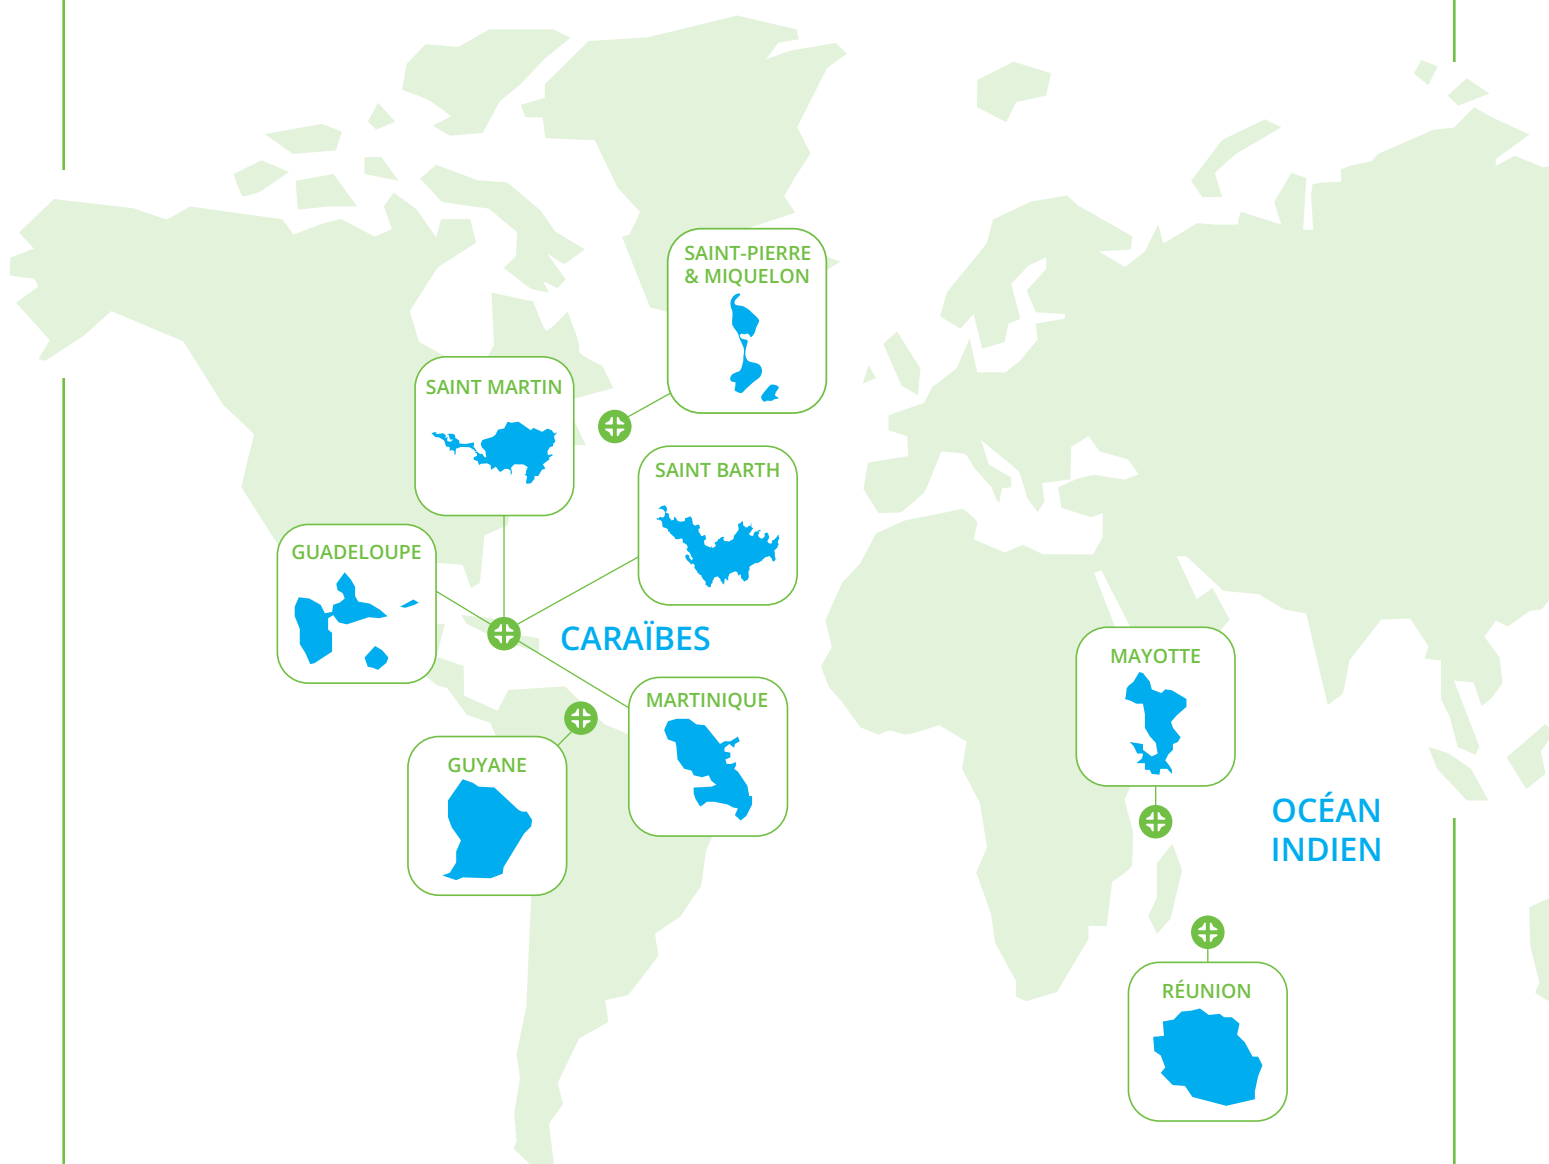 SAINT-PIERRE
& MIQUELON
SAINT MARTIN
SAINT BARTH
GUADELOUPE
CARAÏBES
MAYOTTE
MARTINIQUE
GUYANE
OCÉAN
INDIEN
RÉUNION